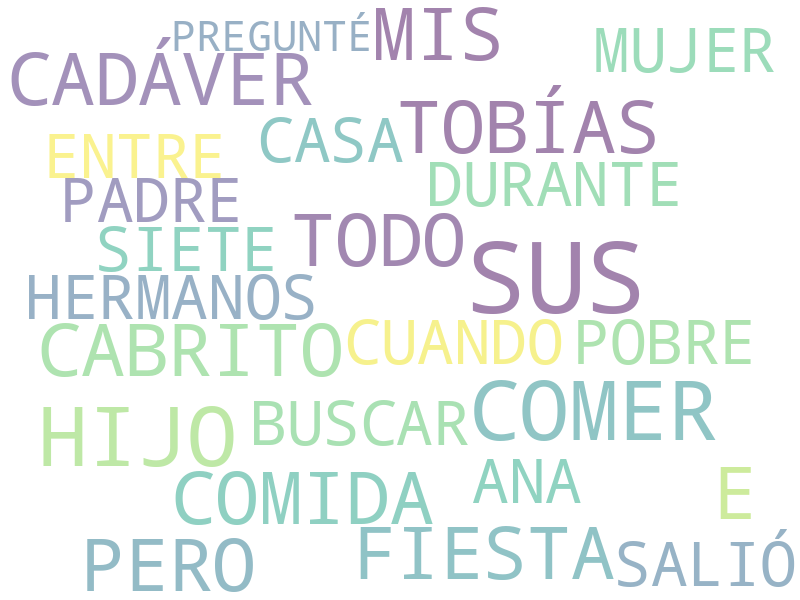 PREGUNTÉ
MIS
MUJER
CADÁVER
TOBÍAS
CASA
ENTRE
DURANTE
PADRE
TODO
SIETE
SUS
HERMANOS
CABRITO
CUANDO
POBRE
COMER
HIJO
BUSCAR
ANA
COMIDA
E
FIESTA
PERO
SALIÓ